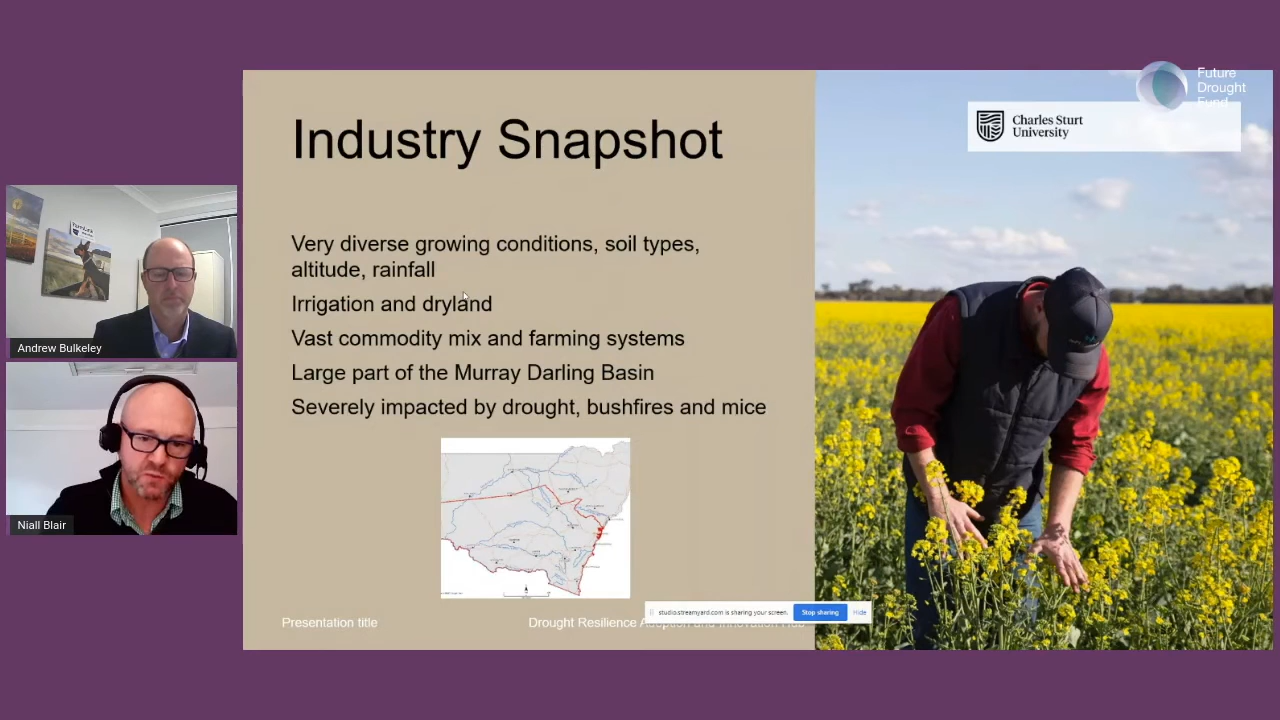 Future
Drought
Fund
Charles Sturt
University
Industry Snapshot
Very diverse growing conditions, soil types,
altitude, rainfall
Irrigation and dryland
Vast commodity mix and farming systems
Large part of the Murray Darling Basin
Severely impacted by drought, bushfires and mice
Andrew Bulkeley
Niall Blair
studio.streamyard.com is sharing your screen.
Stop sharing
Hide
Presentation title
Drought Resilience Adoption and Innovation Hub